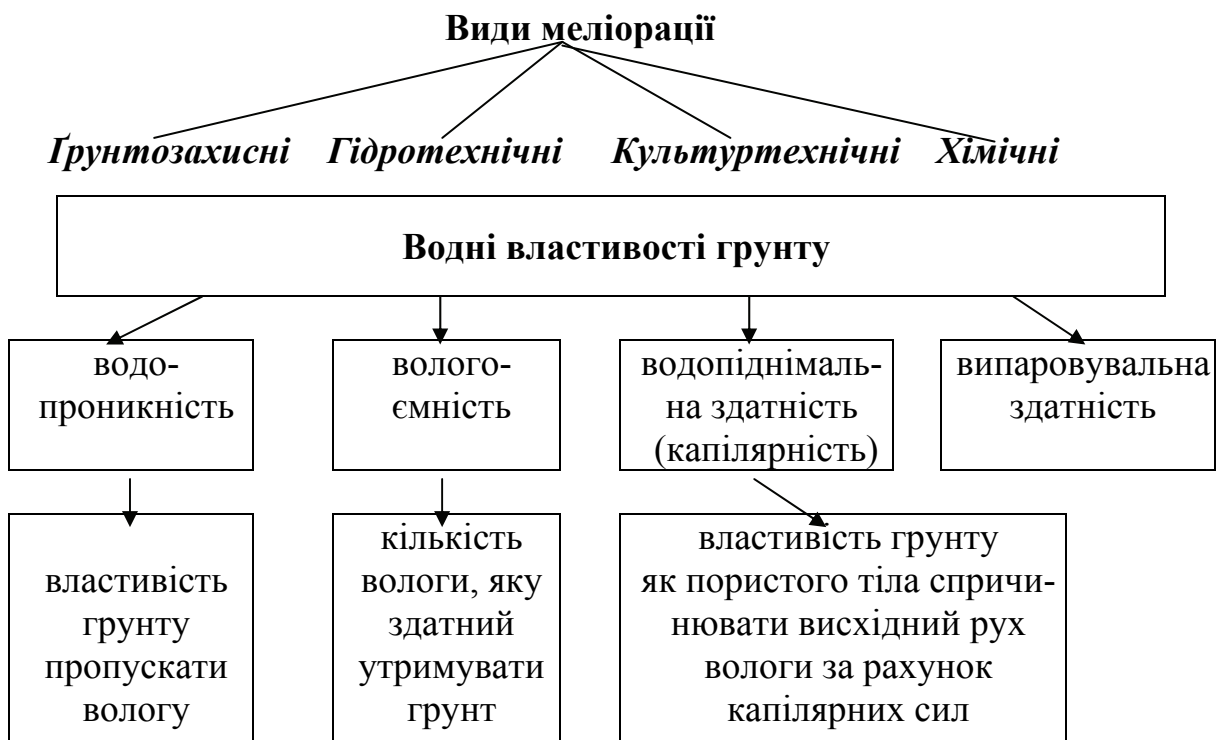 Види меліорації
Ґрунтозахисні Гідротехнічні Культуртехнічні Хімічні
Водні властивості грунту
водо-
проникність
волого-
ємність
водопіднімаль-
на здатність
(капілярність)
випаровувальна
здатність
властивість
грунту
пропускати
вологу
кількість
вологи, яку
здатний
утримувати
грунт
властивість грунту
як пористого тіла спричи-
нювати висхідний рух
вологи за рахунок
капілярних сил